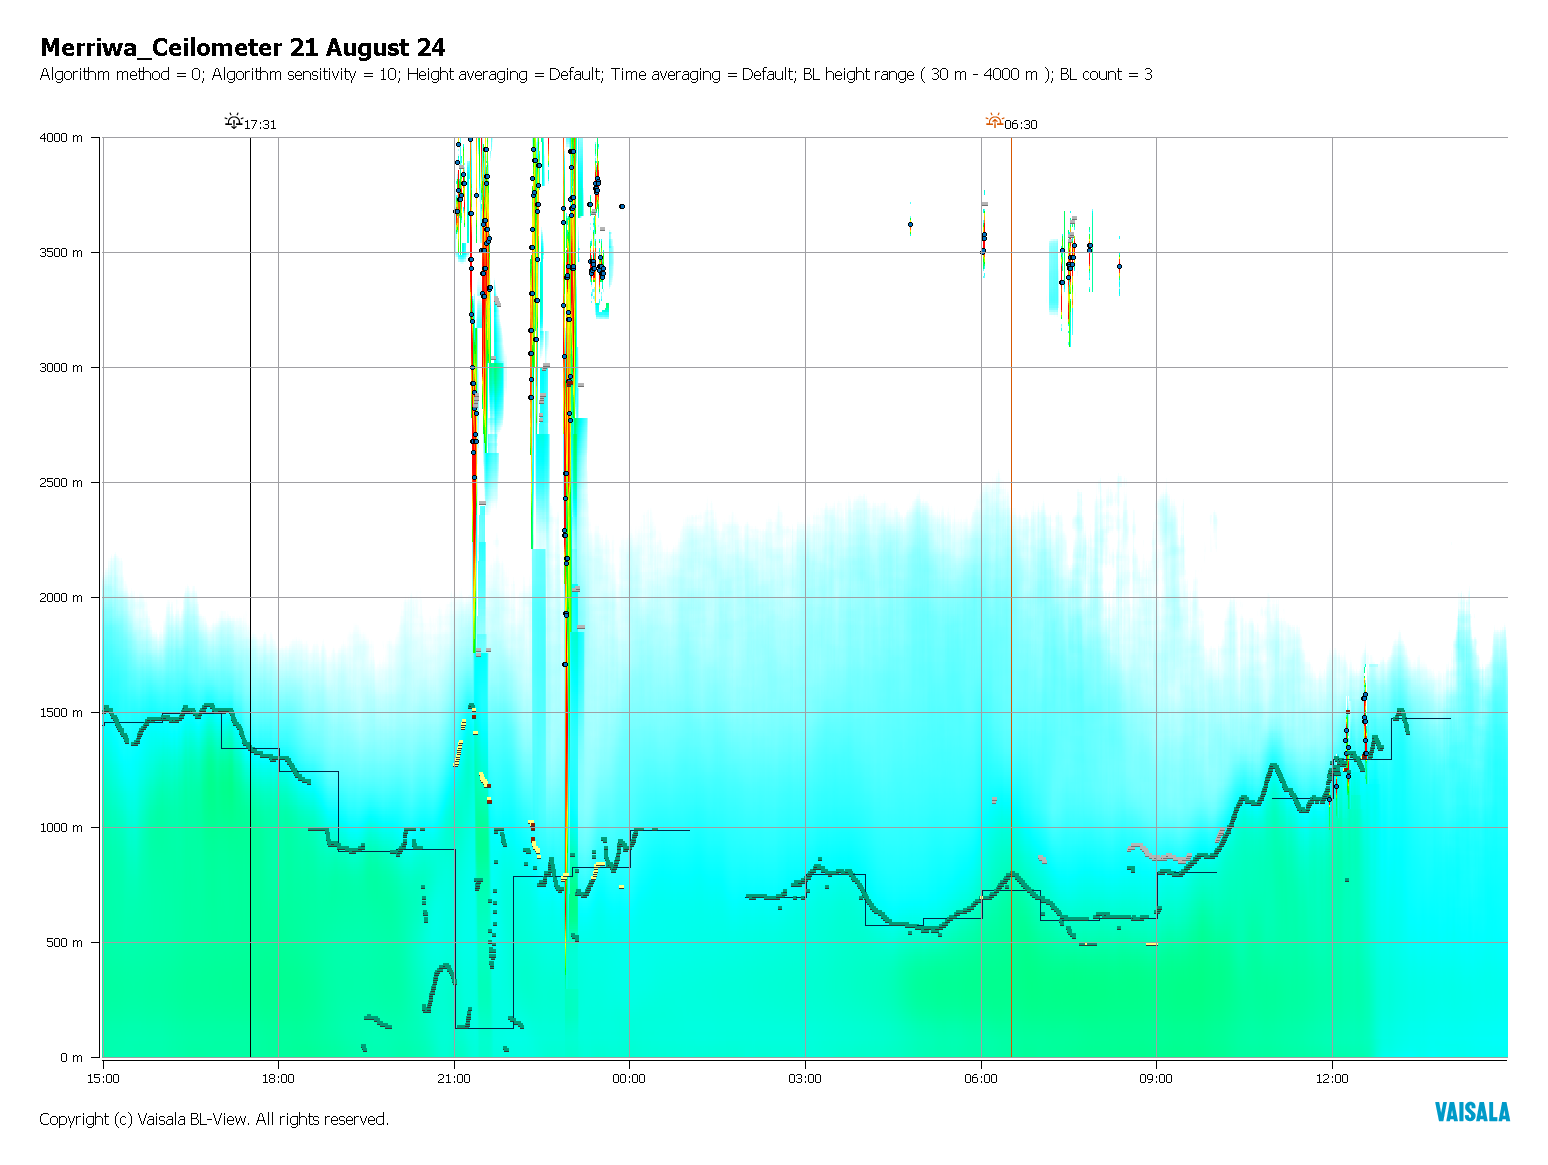 Merriwa_Ceilometer 21 August 24
Algorithm method = 0; Algorithm sensitivity = 10; Height averaging = Default; Time averaging = Default; BL height range ( 30 m - 4000 m ); BL count = 3
17:31
06:30
4000 m
3500 m
3000 m
2500 m
2000 m
1500 m
1000 m
500 m
0 m
15:00 18:00 21:00 00:00 03:00 06:00 09:00 12:00
Copyright (c) Vaisala BL-View. All rights reserved.
VAISALA